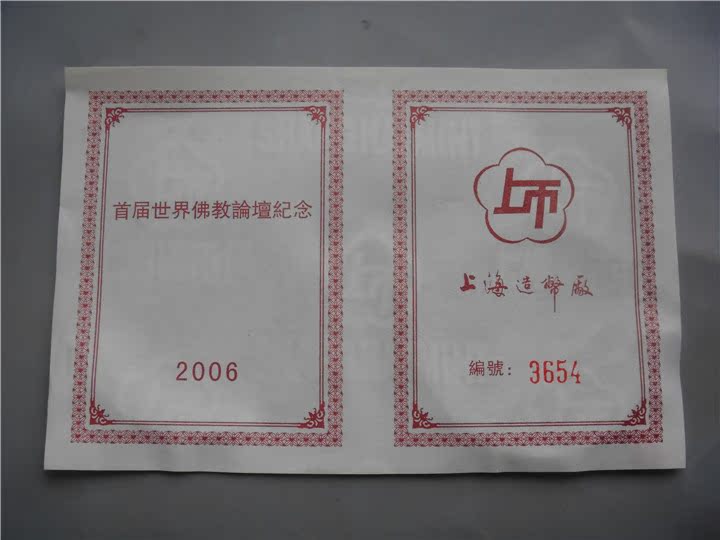 首届世界佛教論壇紀念
2006
上币
上海造幣廠
編號: 3654